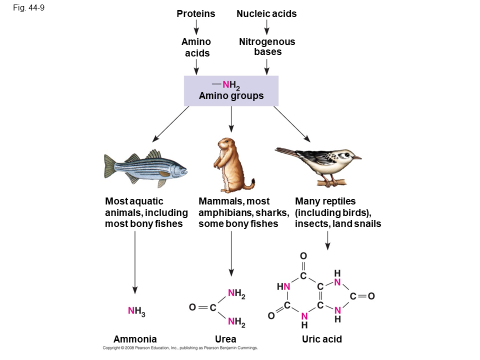 Fig. 44-9
Proteins
Nucleic acids
Amino
acids
Nitrogenous
bases
—NH2
Amino groups
Most aquatic
animals, including
most bony fishes
Mammals, most
amphibians, sharks,
some bony fishes
Many reptiles
(including birds),
insects, land snails
NH3
O=C
NH2
NH2
O
C
HN
C
O
N
H
C
C
H
N
N
H
C=O
Ammonia
Urea
Uric acid
Copyright © 2008 Pearson Education, Inc., publishing as Pearson Benjamin Cummings.